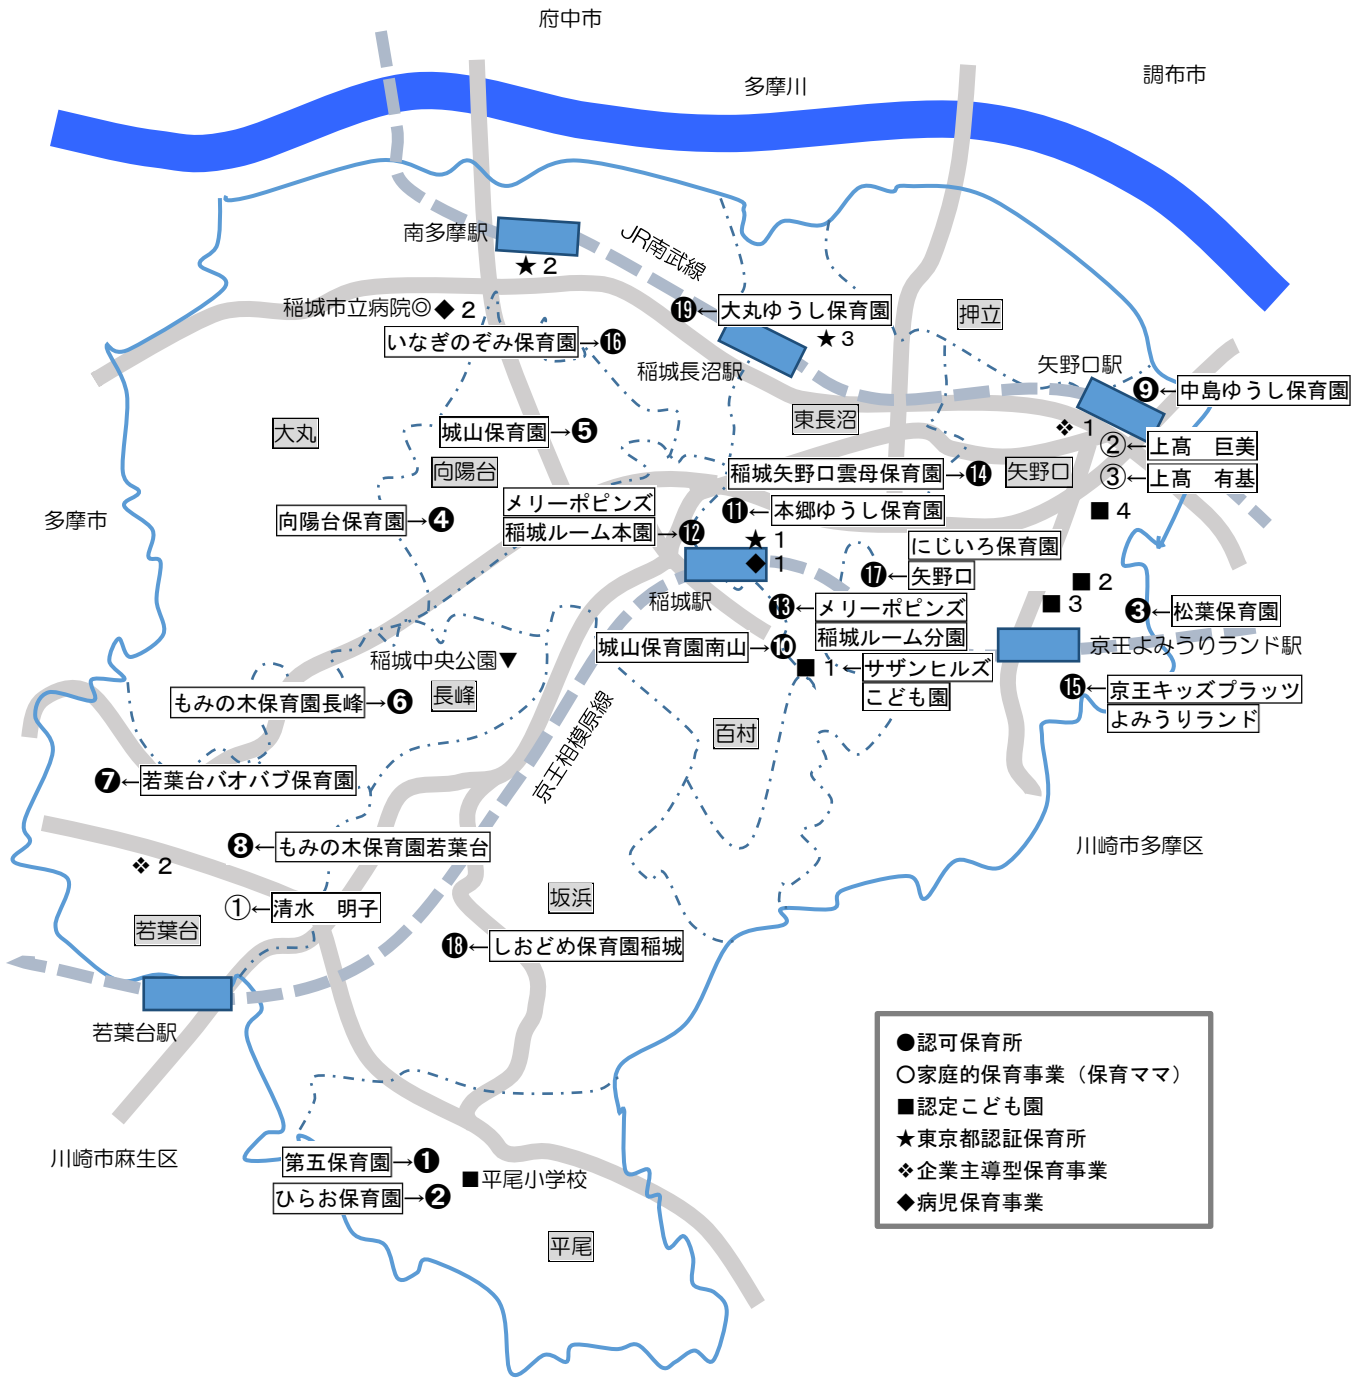 府中市
調布市
多摩川
南多摩駅
JR南武線
★2
稲城市立病院◎◆2
⓳←大丸ゆうし保育園
押立
いなぎのぞみ保育園→⓰
★3
稲城長沼駅
矢野口駅
❾←中島ゆうし保育園
大丸
城山保育園→❺
東長沼
❖1
②←上髙　巨美
向陽台
稲城矢野口雲母保育園→⓮
矢野口
③←上髙　有基
多摩市
向陽台保育園→❹
メリーポピンズ
稲城ルーム本園→⓬
⓫←本郷ゆうし保育園
■4
★1
◆1
にじいろ保育園
⓱←矢野口
稲城駅
■2
■3
⓭←メリーポピンズ
稲城ルーム分園
❸←松葉保育園
城山保育園南山→❿
京王よみうりランド駅
稲城中央公園▼
■1←サザンヒルズ
こども園
もみの木保育園長峰→❻
長峰
⓯←京王キッズプラッツ
よみうりランド
百村
京王相模原線
❼←若葉台バオバブ保育園
❽←もみの木保育園若葉台
川崎市多摩区
❖2
①←清水　明子
坂浜
若葉台
⓲←しおどめ保育園稲城
若葉台駅
●認可保育所
○家庭的保育事業（保育ママ）
■認定こども園
★東京都認証保育所
❖企業主導型保育事業
◆病児保育事業
川崎市麻生区
第五保育園→❶
■平尾小学校
ひらお保育園→❷
平尾